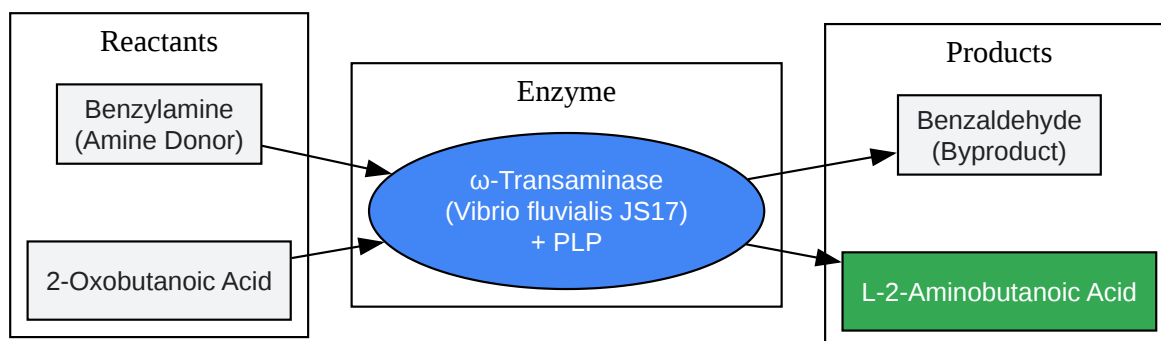 Reactants
Benzylamine
(Amine Donor)
2-Oxobutanoic Acid
Enzyme
ω-Transaminase
(Vibrio fluvialis JS17)
+ PLP
Products
Benzaldehyde
(Byproduct)
L-2-Aminobutanoic Acid